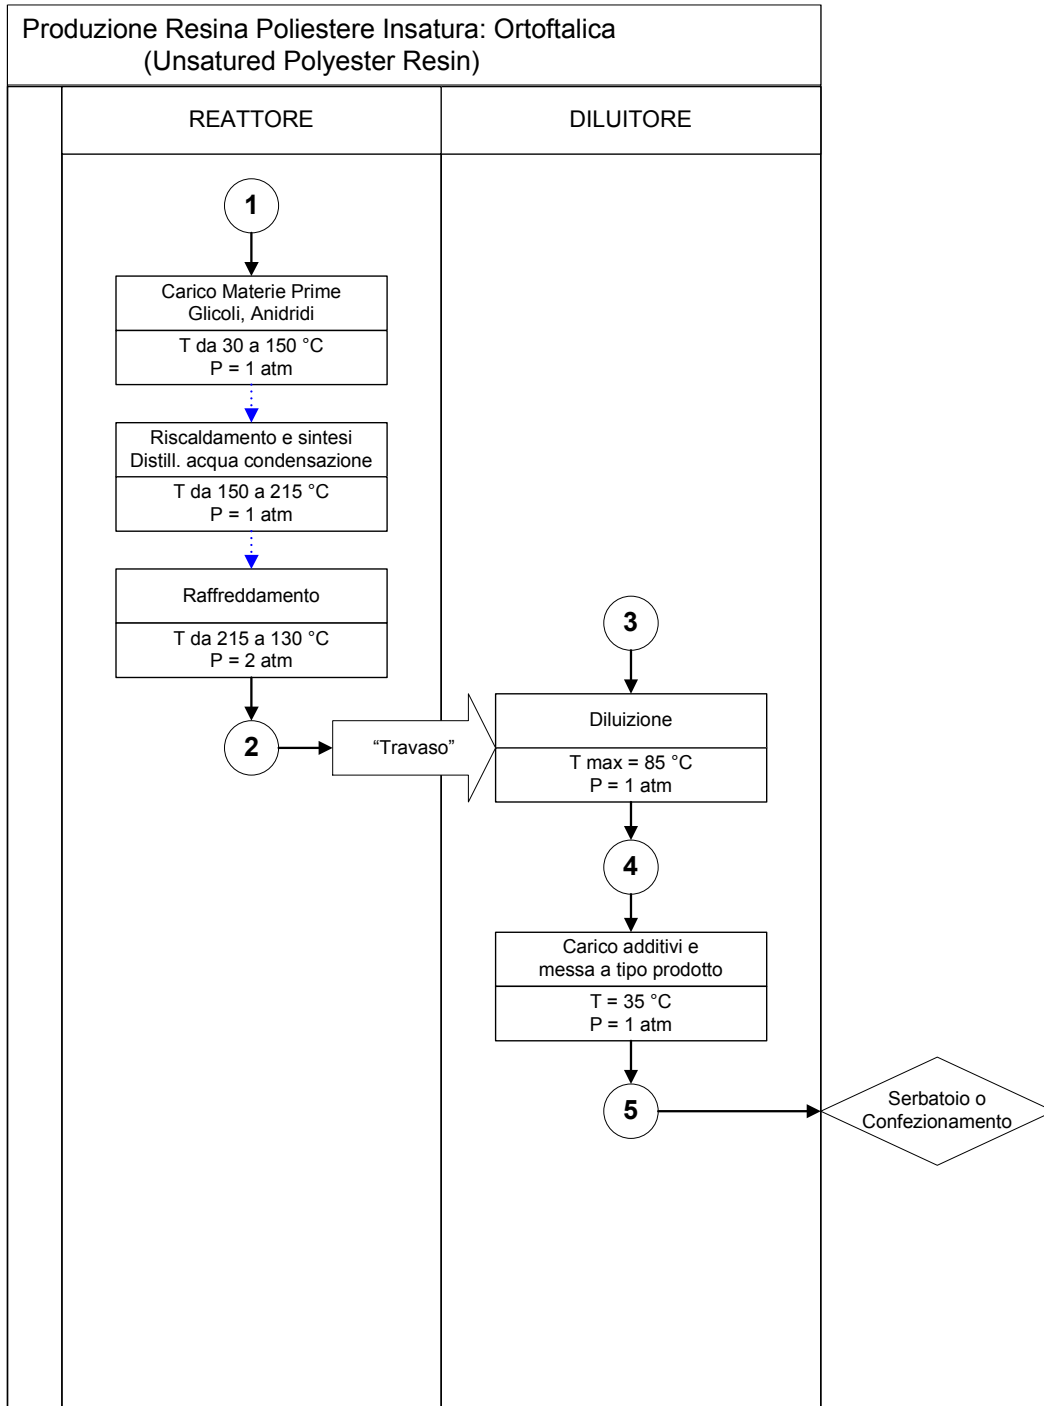 Produzione Resina Poliestere Insatura: Ortoftalica
(Unsatured Polyester Resin)
REATTORE
DILUITORE
1
Carico Materie Prime
Glicoli, Anidridi
T da 30 a 150 °C
P = 1 atm
Riscaldamento e sintesi
Distill. acqua condensazione
T da 150 a 215 °C
P = 1 atm
Raffreddamento
T da 215 a 130 °C
P = 2 atm
2
“Travaso”
3
Diluizione
T max = 85 °C
P = 1 atm
4
Carico additivi e
messa a tipo prodotto
T = 35 °C
P = 1 atm
5
Serbatoio o
Confezionamento